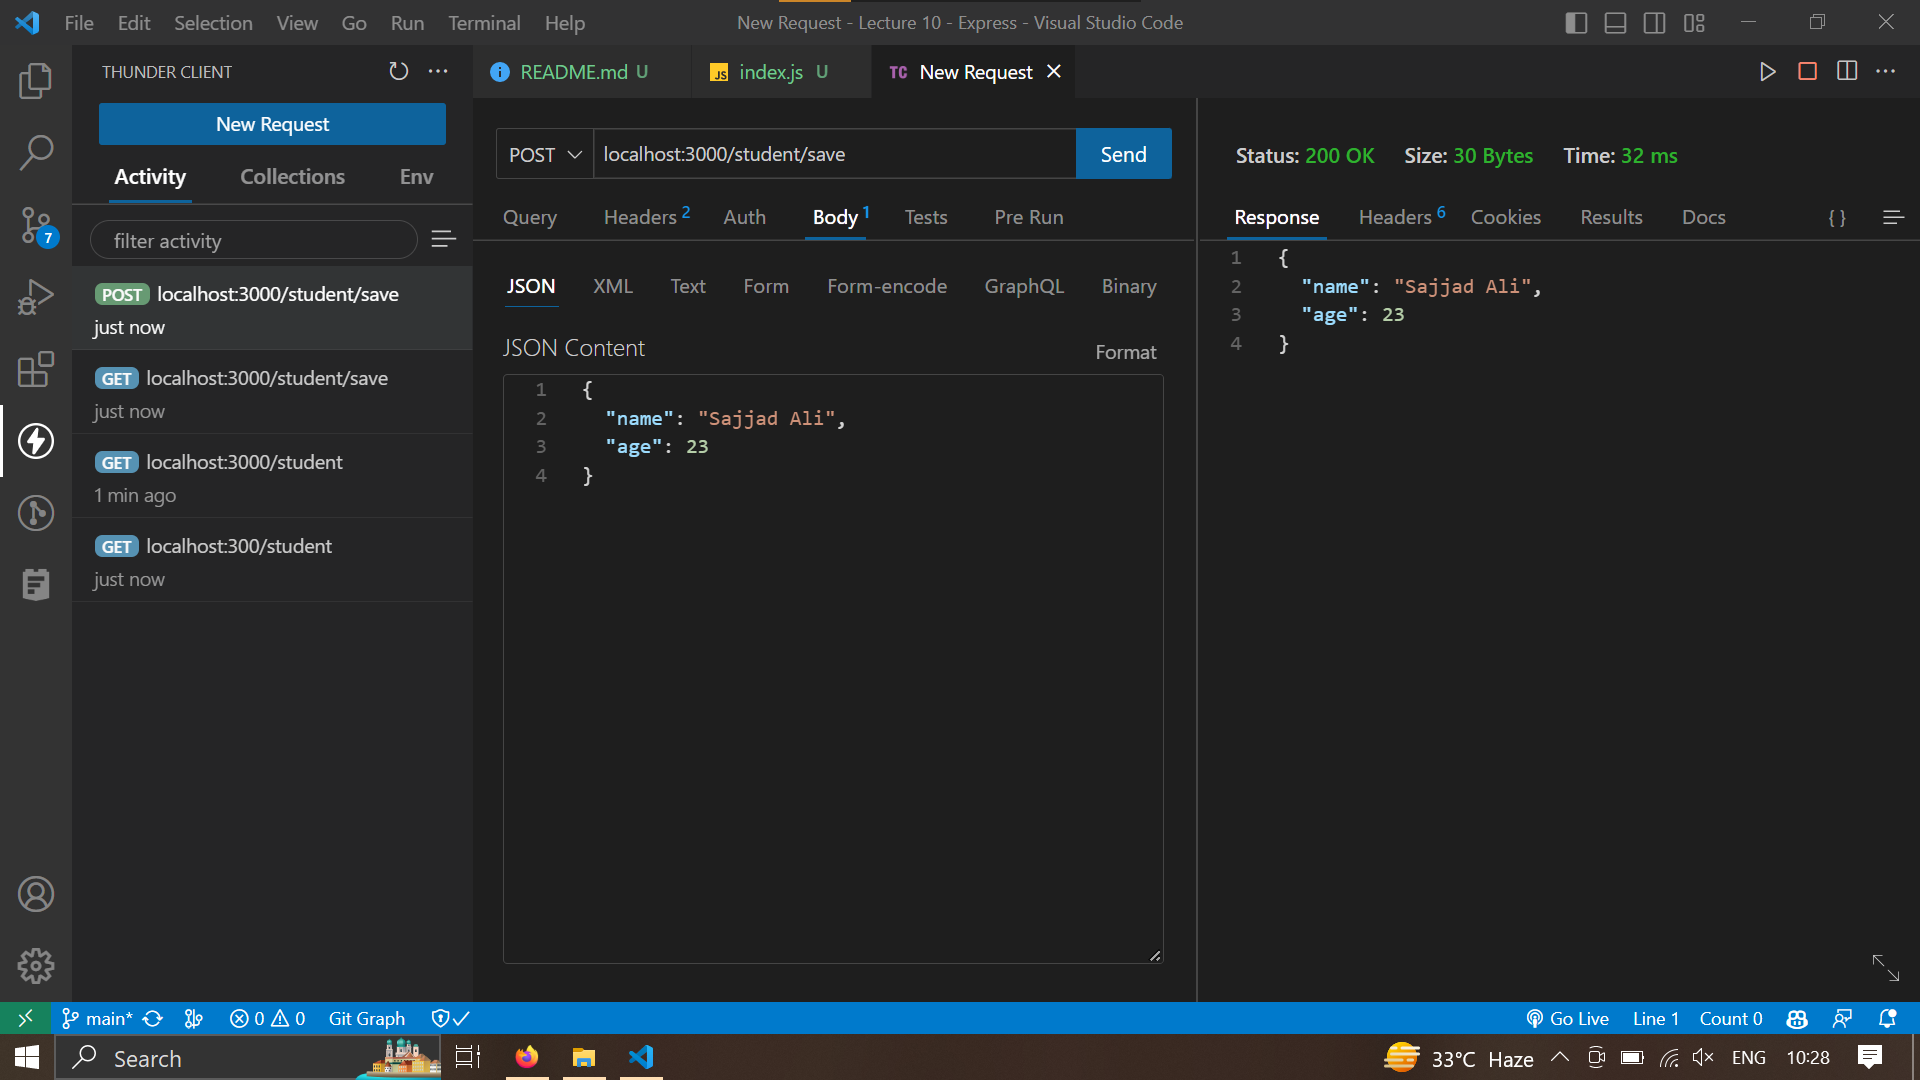 File Edit Selection View Go Run Terminal Help
New Request - Lecture 10 - Express - Visual Studio Code
THUNDER CLIENT
New Request
Activity Collections Env
filter activity
POST localhost:3000/student/save
just now
GET localhost:3000/student/save
just now
GET localhost:3000/student
1 min ago
GET localhost:300/student
just now
7
README.md U
JS index.js U
TC New Request
POST localhost:3000/student/save Send
Query Headers 2 Auth Body 1 Tests Pre Run
JSON XML Text Form Form-encode GraphQL Binary
JSON Content
Format
1 {
2 "name": "Sajjad Ali",
3 "age": 23
4 }
Status: 200 OK Size: 30 Bytes Time: 32 ms
Response Headers 6 Cookies Results Docs { }
1 {
2 "name": "Sajjad Ali",
3 "age": 23
4 }
main* 0 0 Git Graph
Go Live Line 1 Count 0
Search
33°C Haze ENG 10:28